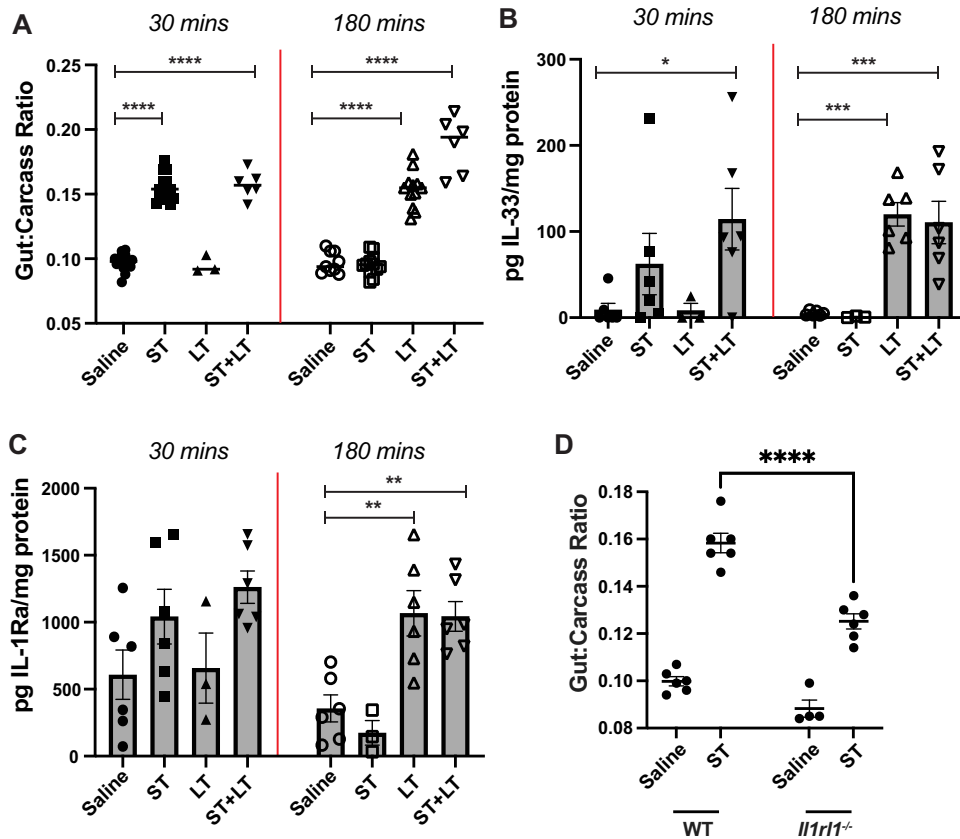 A
30 mins
180 mins
Gut:Carcass Ratio
0.25
0.20
0.15
0.10
0.05
****
****
****
****
Saline
ST
LT
ST+LT
Saline
ST
LT
ST+LT
B
30 mins
180 mins
pg IL-33/mg protein
300
200
100
0
*
***
***
Saline
ST
LT
ST+LT
Saline
ST
LT
ST+LT
C
30 mins
180 mins
pg IL-1Ra/mg protein
2000
1500
1000
500
0
**
**
Saline
ST
LT
ST+LT
Saline
ST
LT
ST+LT
D
****
Gut:Carcass Ratio
0.18
0.16
0.14
0.12
0.10
0.08
Saline
ST
Saline
ST
WT
Il1rl1-/-